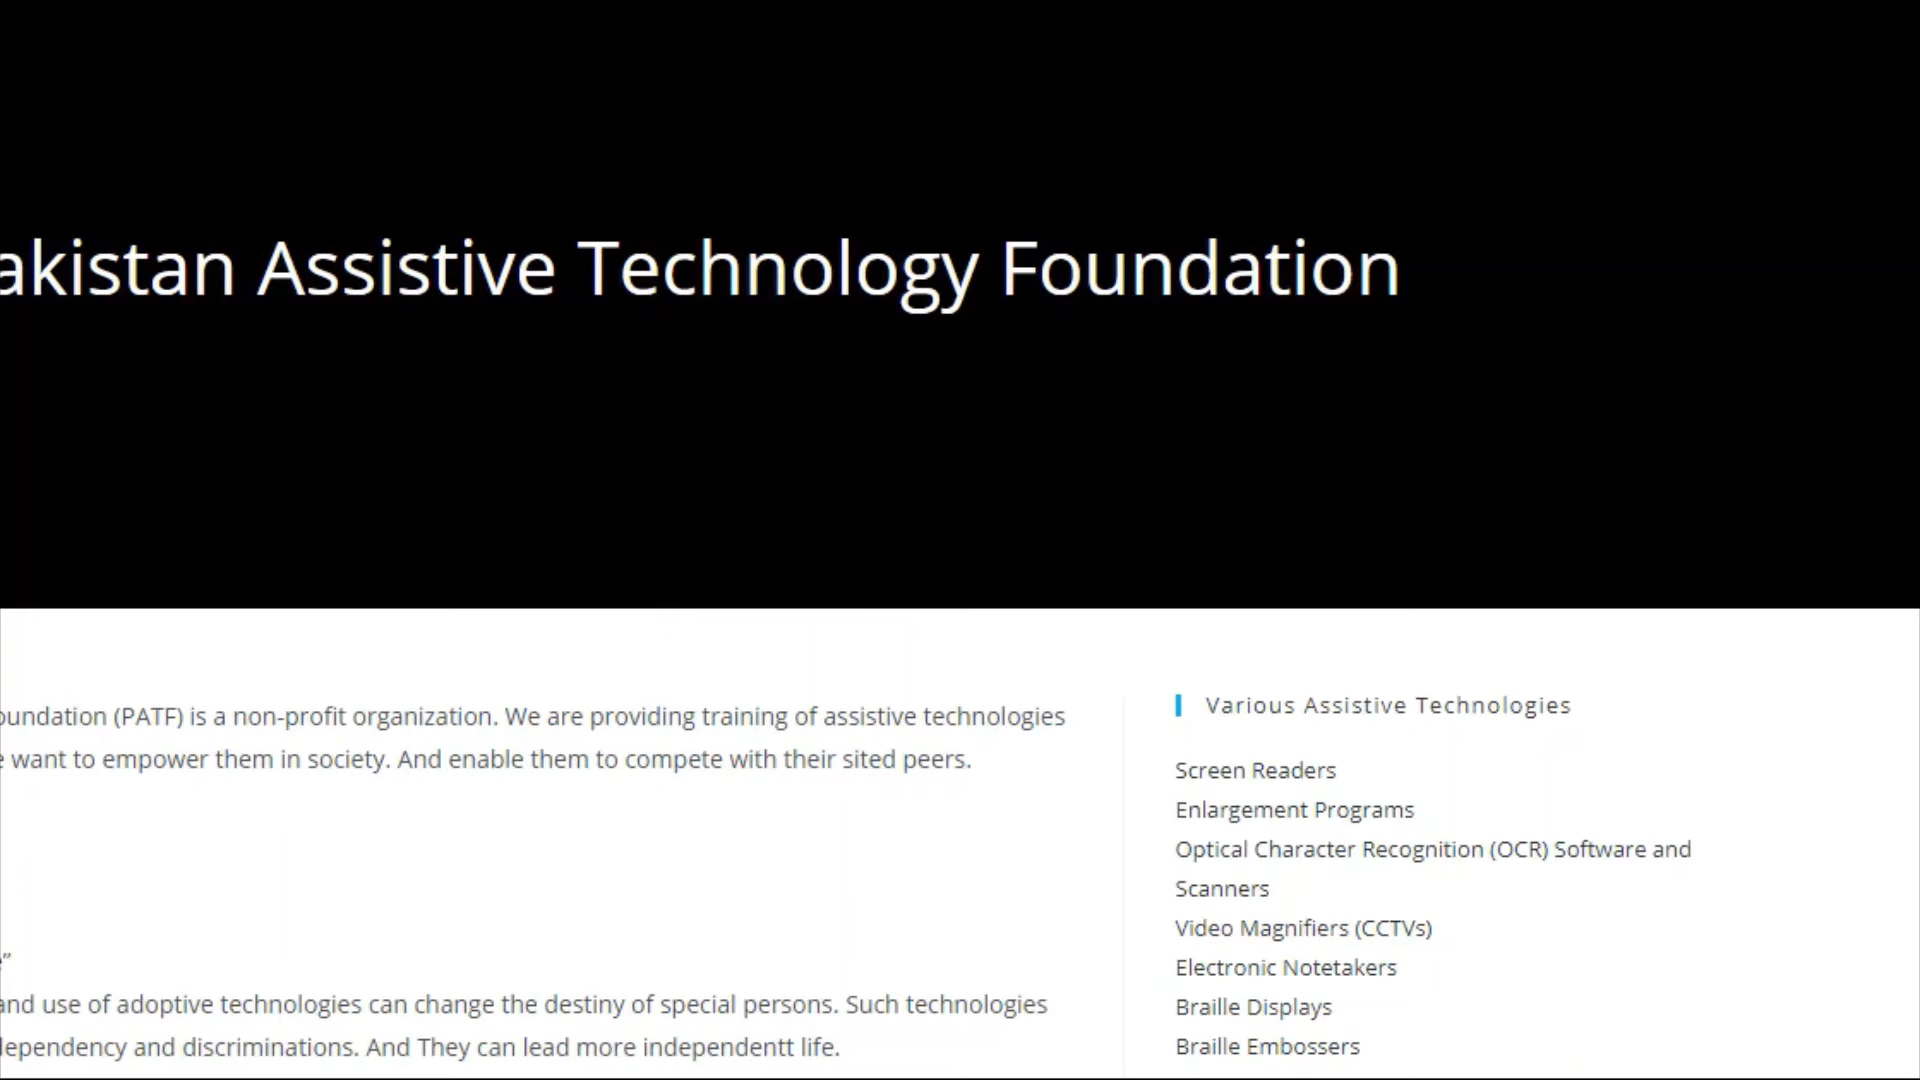 akistan Assistive Technology Foundation
oundation (PATF) is a non-profit organization. We are providing training of assistive technologies
want to empower them in society. And enable them to compete with their sited peers.
”
and use of adoptive technologies can change the destiny of special persons. Such technologies
dependency and discriminations. And They can lead more independentt life.
Various Assistive Technologies
Screen Readers
Enlargement Programs
Optical Character Recognition (OCR) Software and
Scanners
Video Magnifiers (CCTVs)
Electronic Notetakers
Braille Displays
Braille Embossers